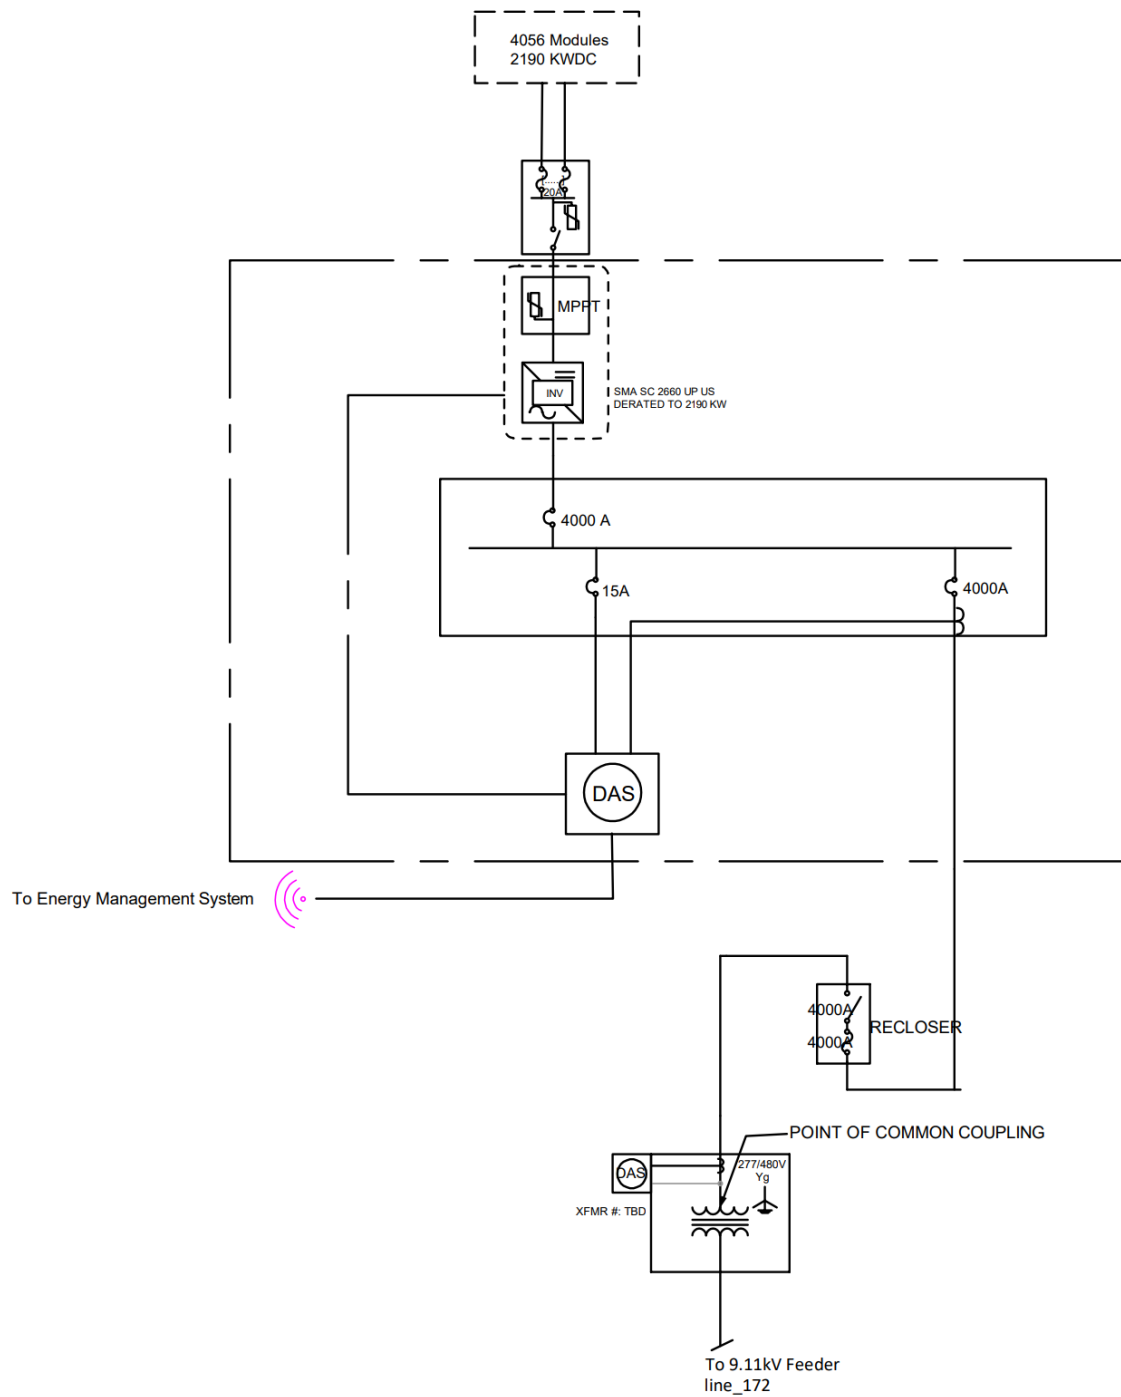 4056 Modules
2190 KWDC
20A
MPPT
INV
SMA SC 2660 UP US
DERATED TO 2190 KW
4000 A
15A
4000A
DAS
To Energy Management System
4000A
RECLOSER
4000A
POINT OF COMMON COUPLING
DAS
277/480V
Yg
XFMR #: TBD
To 9.11kV Feeder
line_172